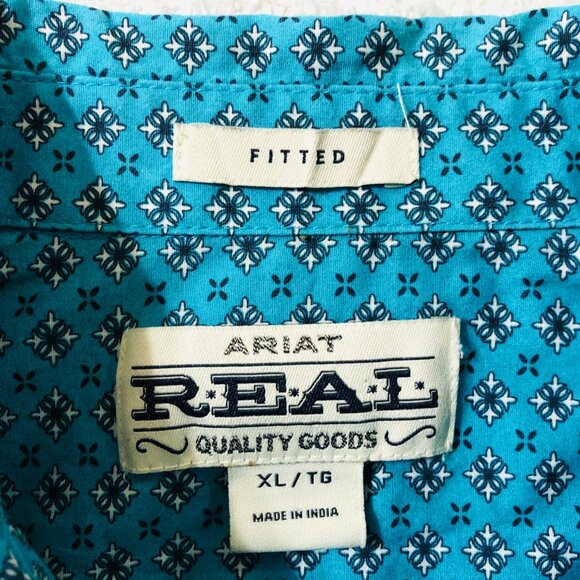 FITTED
ARIAT
R·E·A·L
QUALITY GOODS
XL/TG
MADE IN INDIA